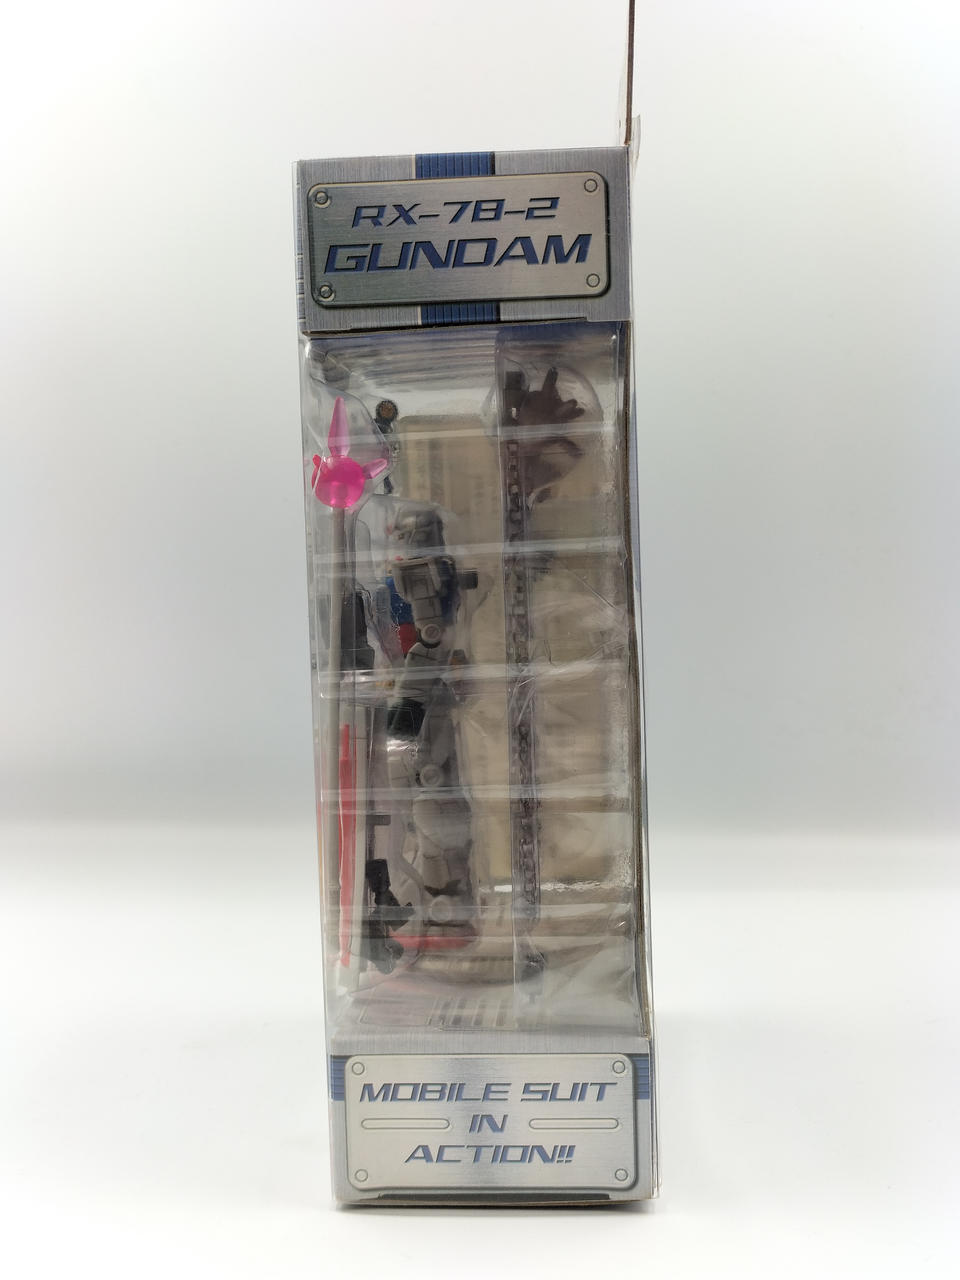 RX-78-2
GUNDAM
MOBILE SUIT
IN
ACTION!!